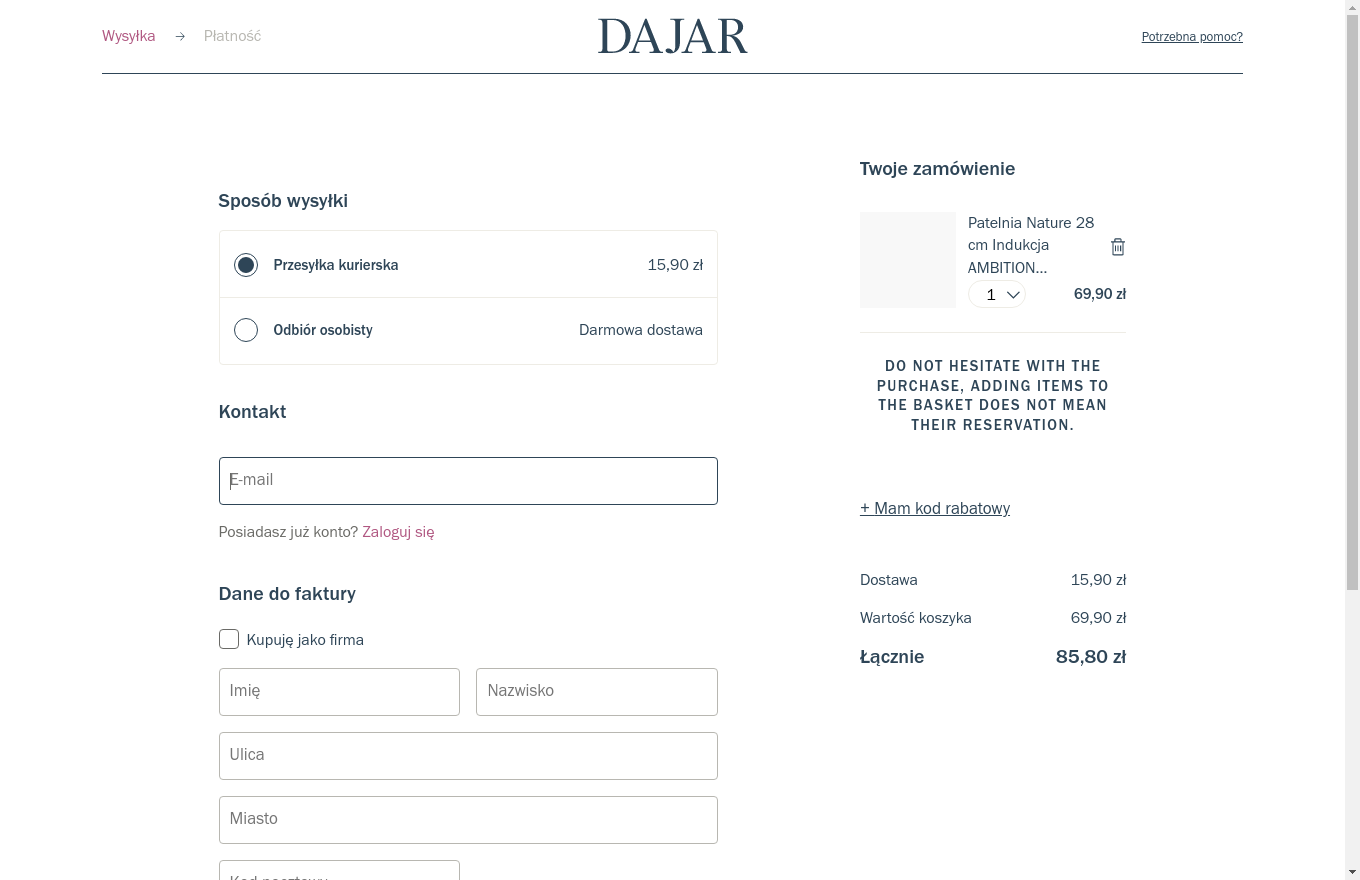 Wysyłka
Płatność
DAJAR
Potrzebna pomoc?
Sposób wysyłki
Przesyłka kurierska 15,90 zł
Odbiór osobisty Darmowa dostawa
Kontakt
E-mail
Posiadasz już konto? Zaloguj się
Dane do faktury
Kupuję jako firma
Imię
Nazwisko
Ulica
Miasto
Kod pocztowy
Twoje zamówienie
Patelnia Nature 28
cm Indukcja
AMBITION...
1
69,90 zł
DO NOT HESITATE WITH THE
PURCHASE, ADDING ITEMS TO
THE BASKET DOES NOT MEAN
THEIR RESERVATION.
+ Mam kod rabatowy
Dostawa 15,90 zł
Wartość koszyka 69,90 zł
Łącznie 85,80 zł